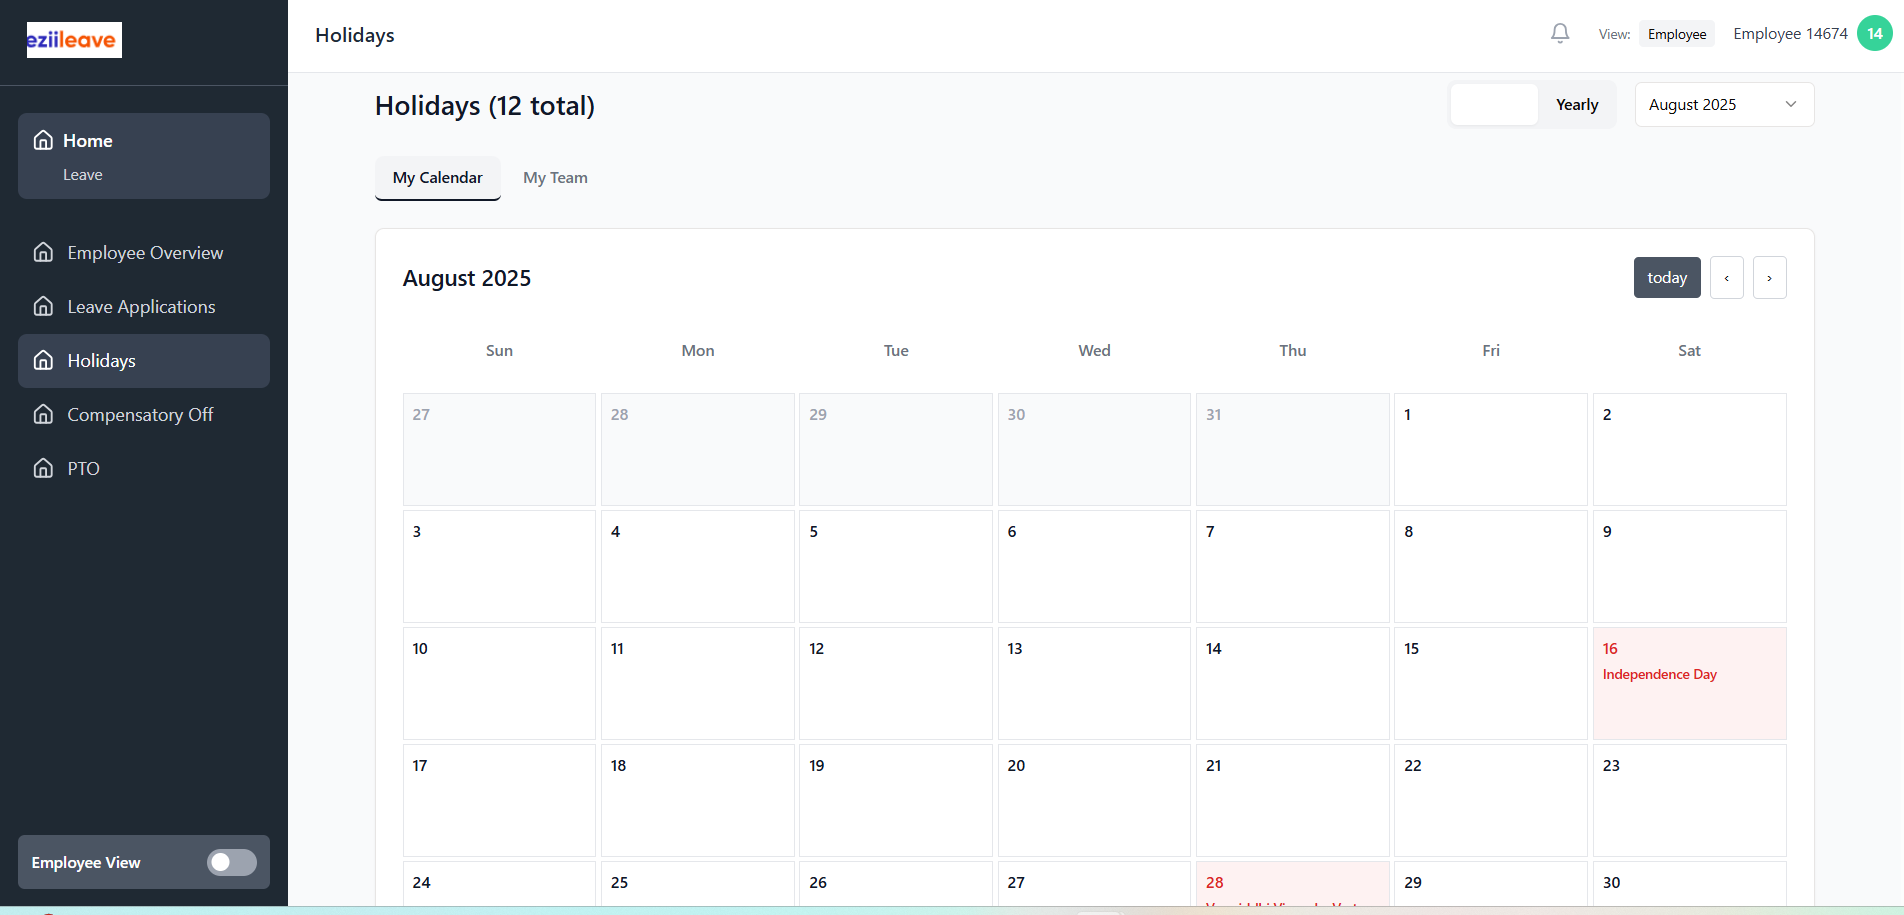 eziileave
Holidays
View: Employee Employee 14674 14
Home
Leave
Employee Overview
Leave Applications
Holidays
Compensatory Off
PTO
Employee View
Holidays (12 total)
Yearly
August 2025
My Calendar My Team
August 2025
today ‹ ›
Sun Mon Tue Wed Thu Fri Sat
27 28 29 30 31 1 2
3 4 5 6 7 8 9
10 11 12 13 14 15 16
Independence Day
17 18 19 20 21 22 23
24 25 26 27 28 29 30